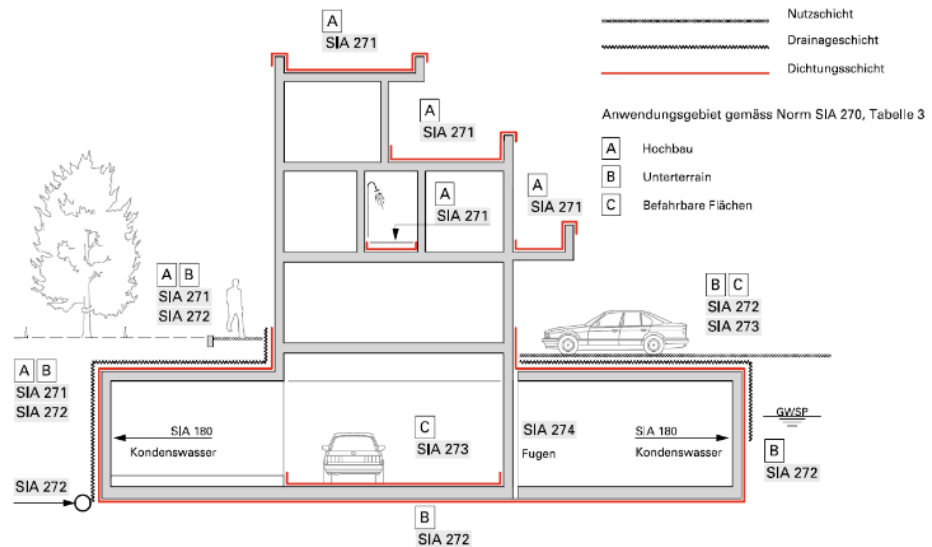 A
SIA 271
Nutzschicht
Drainageschicht
Dichtungsschicht
Anwendungsgebiet gemäss Norm SIA 270, Tabelle 3
A Hochbau
B Unterterrain
C Befahrbare Flächen
A
SIA 271
A
SIA 271
A
SIA 271
A B
SIA 271
SIA 272
B C
SIA 272
SIA 273
A B
SIA 271
SIA 272
GWSP
SIA 180
Kondenswasser
C
SIA 273
SIA 274
Fugen
SIA 180
Kondenswasser
B
SIA 272
SIA 272
B
SIA 272